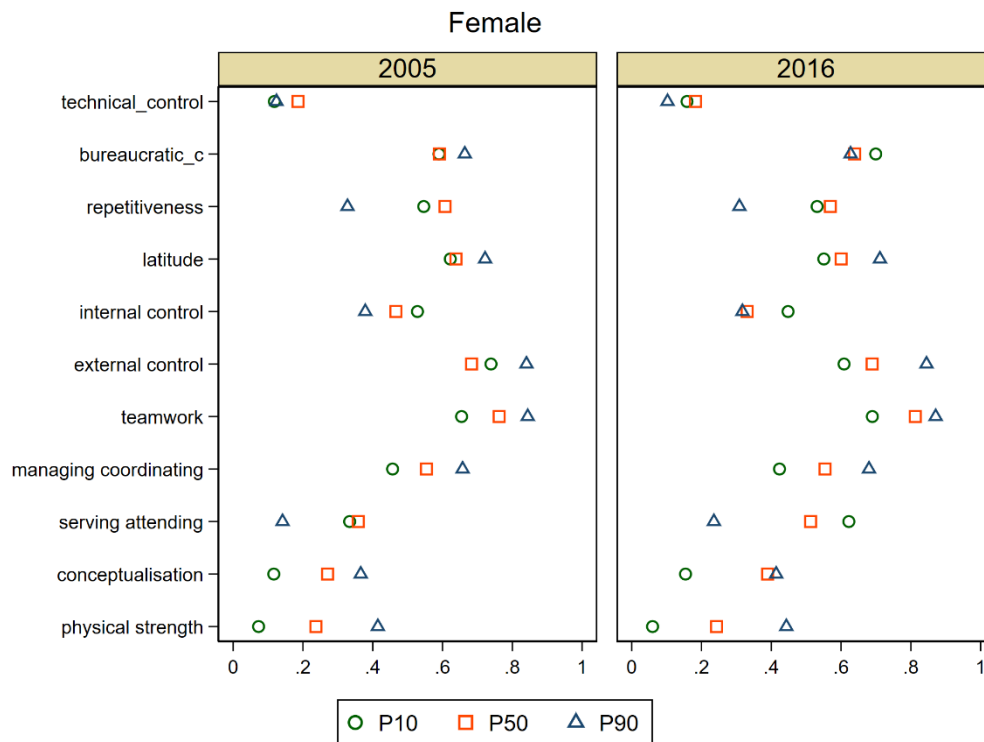 Female
2005 2016
technical_control
bureaucratic_c
repetitiveness
latitude
internal control
external control
teamwork
managing coordinating
serving attending
conceptualisation
physical strength
0 .2 .4 .6 .8 1 0 .2 .4 .6 .8 1
P10 P50 P90